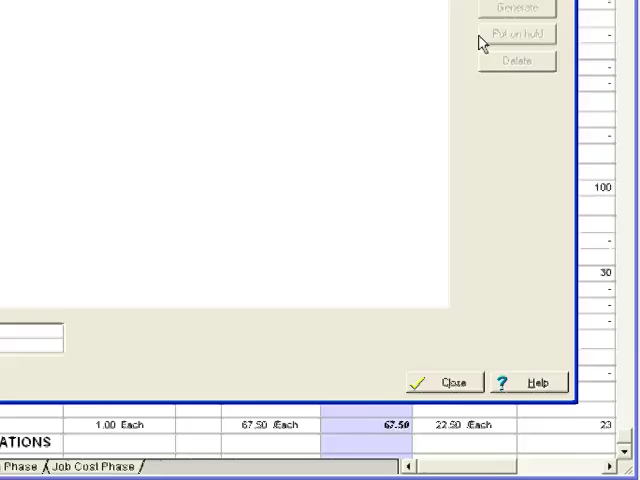 Generate
Put on hold
Delete
100
30
Close
Help
1.00 Each 67.50 /Each 67.50 22.50 /Each 23
ATIONS
Phase Job Cost Phase